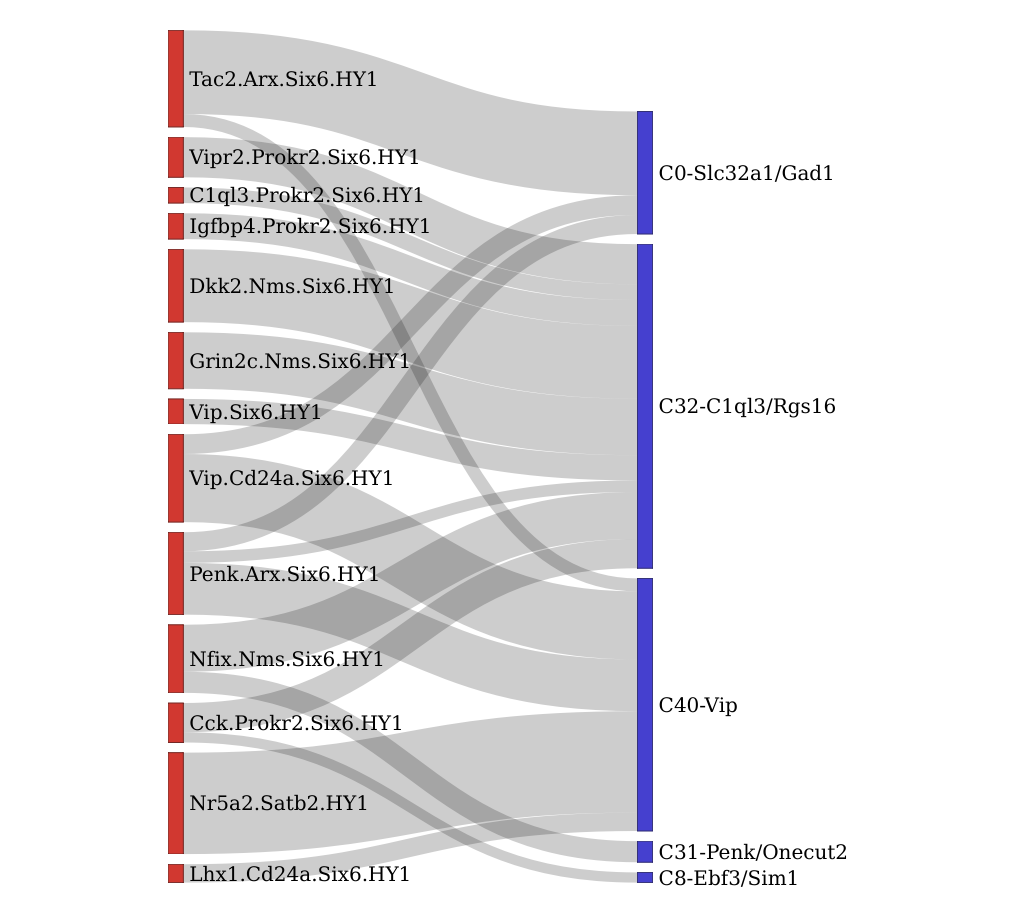 Tac2.Arx.Six6.HY1
Vipr2.Prokr2.Six6.HY1
C1ql3.Prokr2.Six6.HY1
Igfbp4.Prokr2.Six6.HY1
Dkk2.Nms.Six6.HY1
Grin2c.Nms.Six6.HY1
Vip.Six6.HY1
Vip.Cd24a.Six6.HY1
Penk.Arx.Six6.HY1
Nfix.Nms.Six6.HY1
Cck.Prokr2.Six6.HY1
Nr5a2.Satb2.HY1
Lhx1.Cd24a.Six6.HY1
C0-Slc32a1/Gad1
C32-C1ql3/Rgs16
C40-Vip
C31-Penk/Onecut2
C8-Ebf3/Sim1